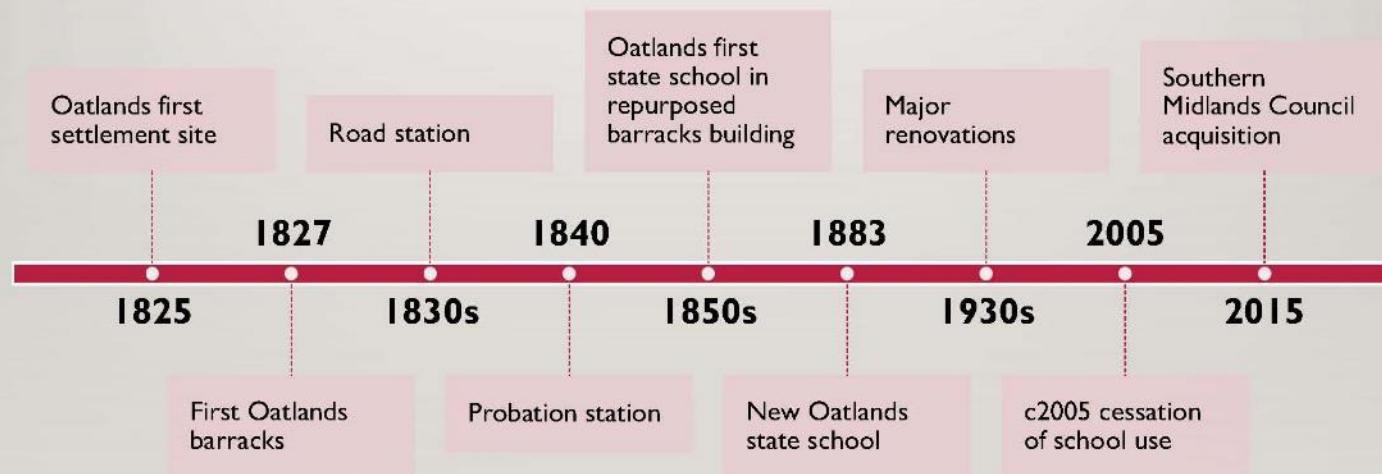 Oatlands first
settlement site
Road station
Oatlands first
state school in
repurposed
barracks building
Major
renovations
Southern
Midlands Council
acquisition
1827
1840
1883
2005
1825
1830s
1850s
1930s
2015
First Oatlands
barracks
Probation station
New Oatlands
state school
c2005 cessation
of school use